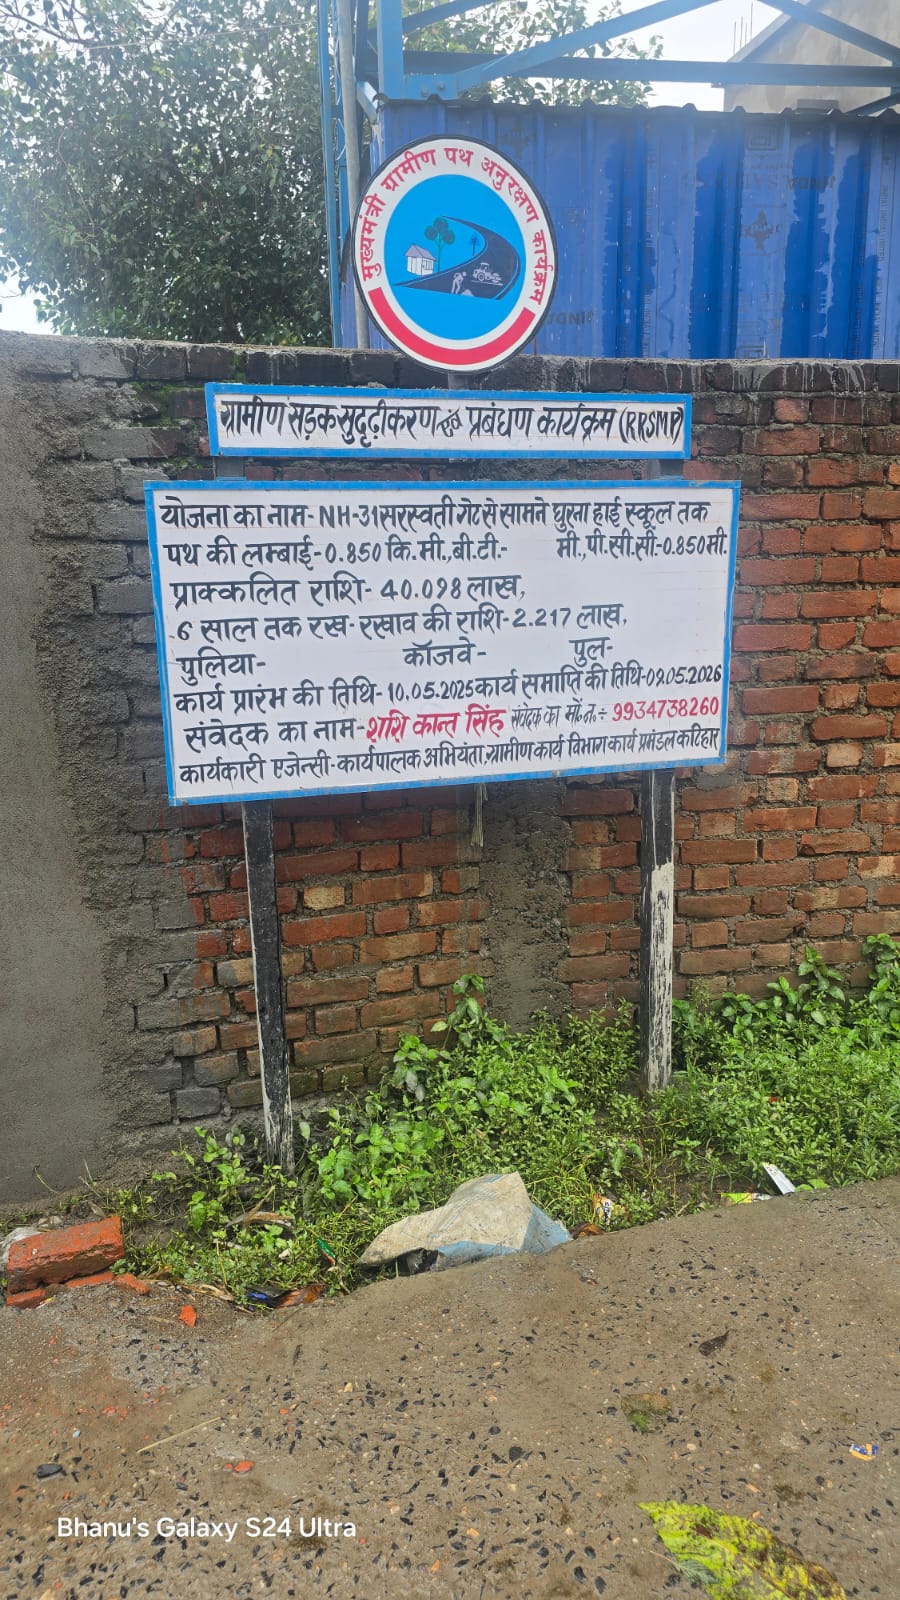 मुख्यमंत्री ग्रामीण पथ अनुरक्षण कार्यक्रम
ग्रामीण सड़क सुदृढ़ीकरण एवं प्रबंधण कार्यक्रम (RRSMP)
योजना का नाम- NH-31 सरस्वती गेट से सामने घुरना हाई स्कूल तक
पथ की लम्बाई-0.850 कि.मी.,बी.टी.- मी.,पी.सी.सी-0.850मी.
प्राक्कलित राशि- 40.098 लाख,
6 साल तक रख-रखाव की राशि-2.217 लाख,
पुलिया- कॉजवे- पुल-
कार्य प्रारंभ की तिथि- 10.05.2025 कार्य समाप्ति की तिथि-09.05.2026
संवेदक का नाम-शशि कान्त सिंह संवेदक का मो.न.÷ 9934738260
कार्यकारी एजेन्सी-कार्यपालक अभियंता, ग्रामीण कार्य विभाग कार्य प्रमंडल कटिहार
Bhanu's Galaxy S24 Ultra